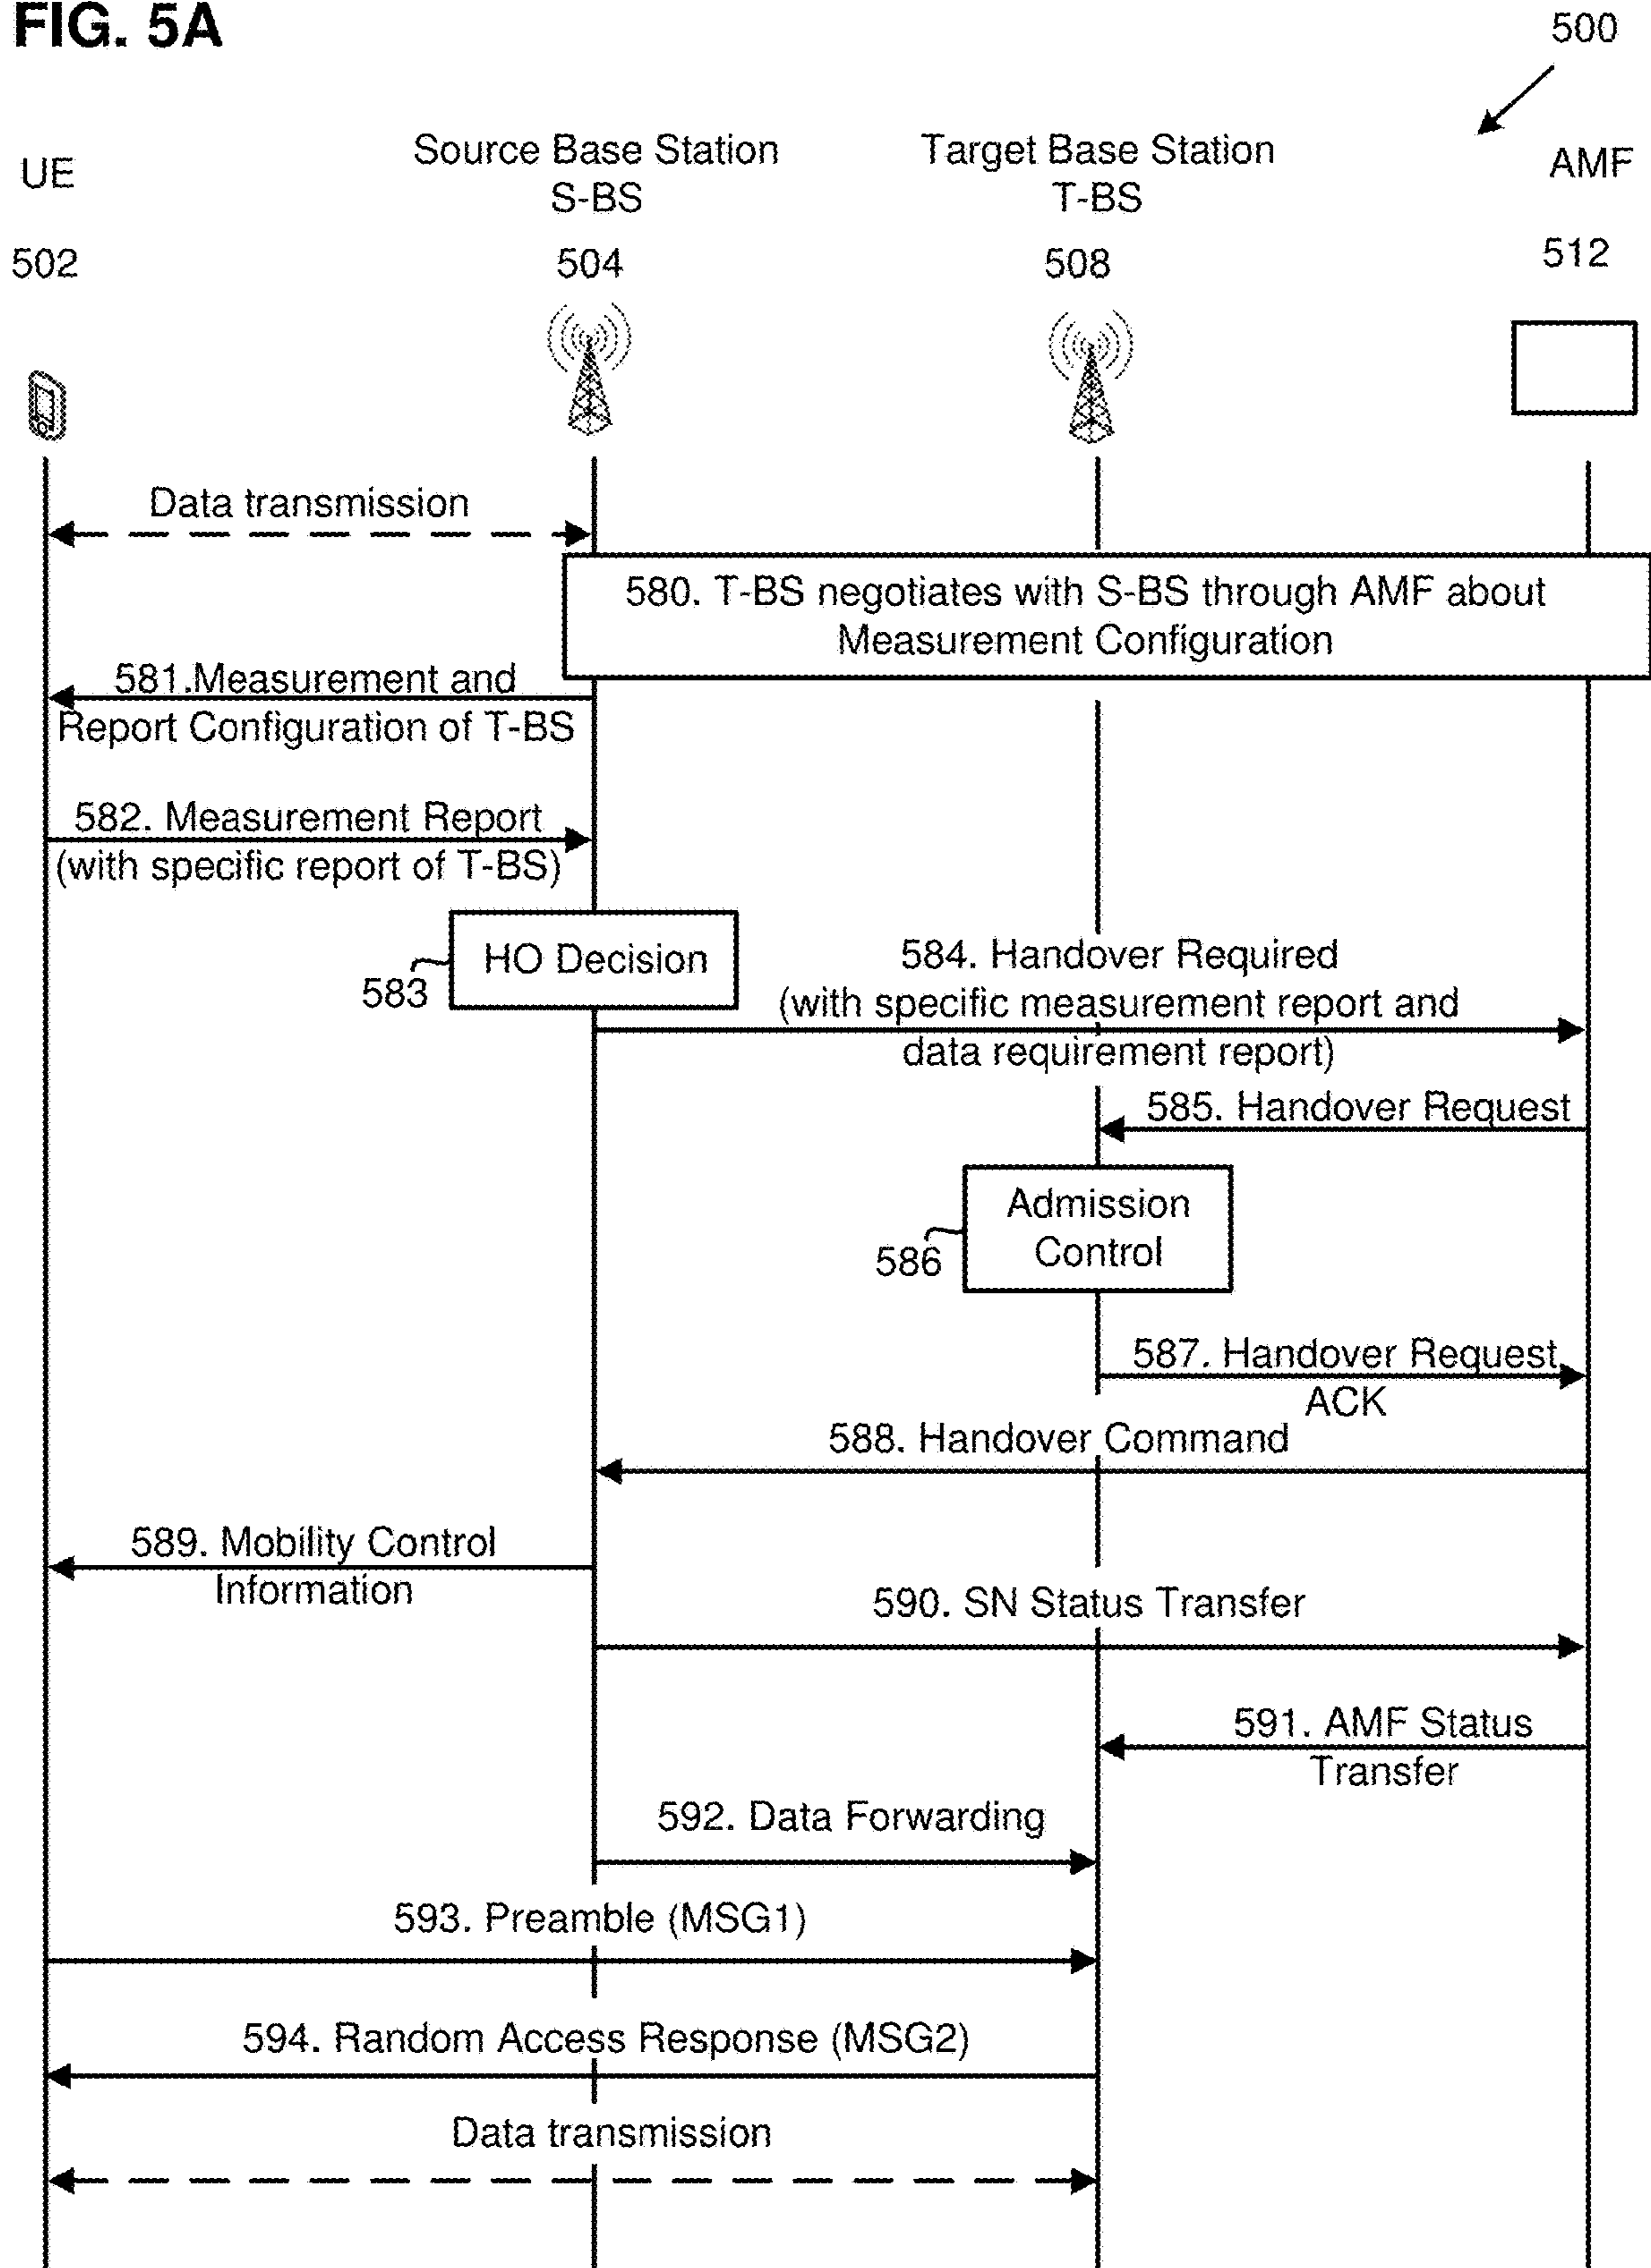 FIG. 5A
500
UE
Source Base Station
S-BS
Target Base Station
T-BS
AMF
502
504
508
512
Data transmission
580. T-BS negotiates with S-BS through AMF about
Measurement Configuration
581.Measurement and
Report Configuration of T-BS
582. Measurement Report
(with specific report of T-BS)
HO Decision
583
584. Handover Required
(with specific measurement report and
data requirement report)
585. Handover Request
Admission
Control
586
587. Handover Request
ACK
588. Handover Command
589. Mobility Control
Information
590. SN Status Transfer
591. AMF Status
Transfer
592. Data Forwarding
593. Preamble (MSG1)
594. Random Access Response (MSG2)
Data transmission